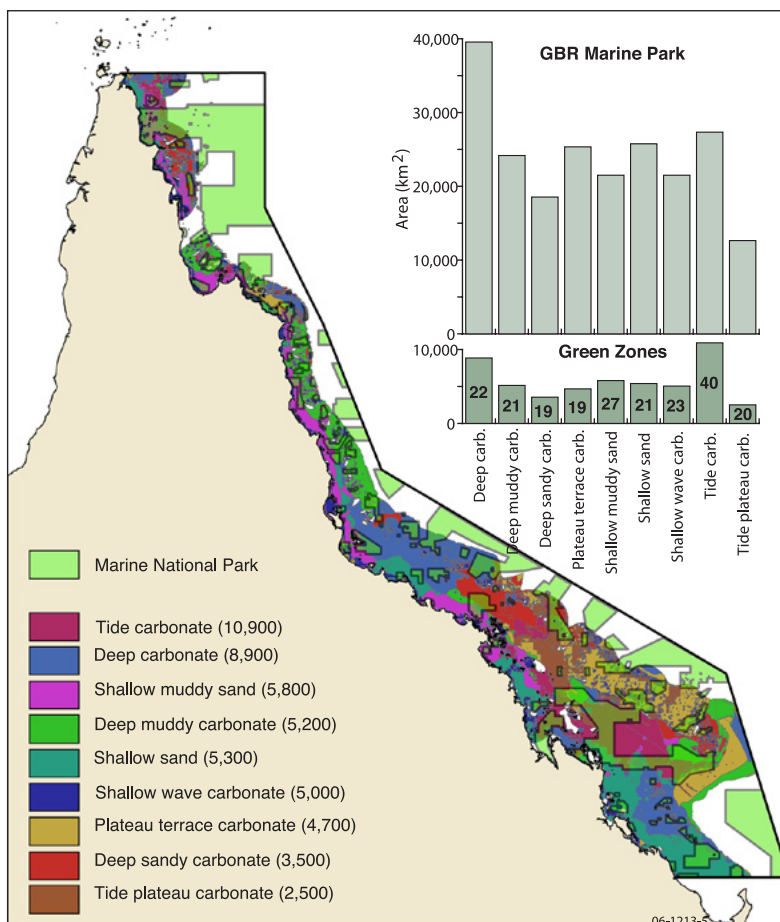 40,000
GBR Marine Park
30,000
Area (km²)
20,000
10,000
0
10,000
Green Zones
0
22
21
19
19
27
21
23
40
20
Deep carb.
Deep muddy carb.
Deep sandy carb.
Plateau terrace carb.
Shallow muddy sand
Shallow sand
Shallow wave carb.
Tide carb.
Tide plateau carb.
Marine National Park
Tide carbonate (10,900)
Deep carbonate (8,900)
Shallow muddy sand (5,800)
Deep muddy carbonate (5,200)
Shallow sand (5,300)
Shallow wave carbonate (5,000)
Plateau terrace carbonate (4,700)
Deep sandy carbonate (3,500)
Tide plateau carbonate (2,500)
06-1213-5